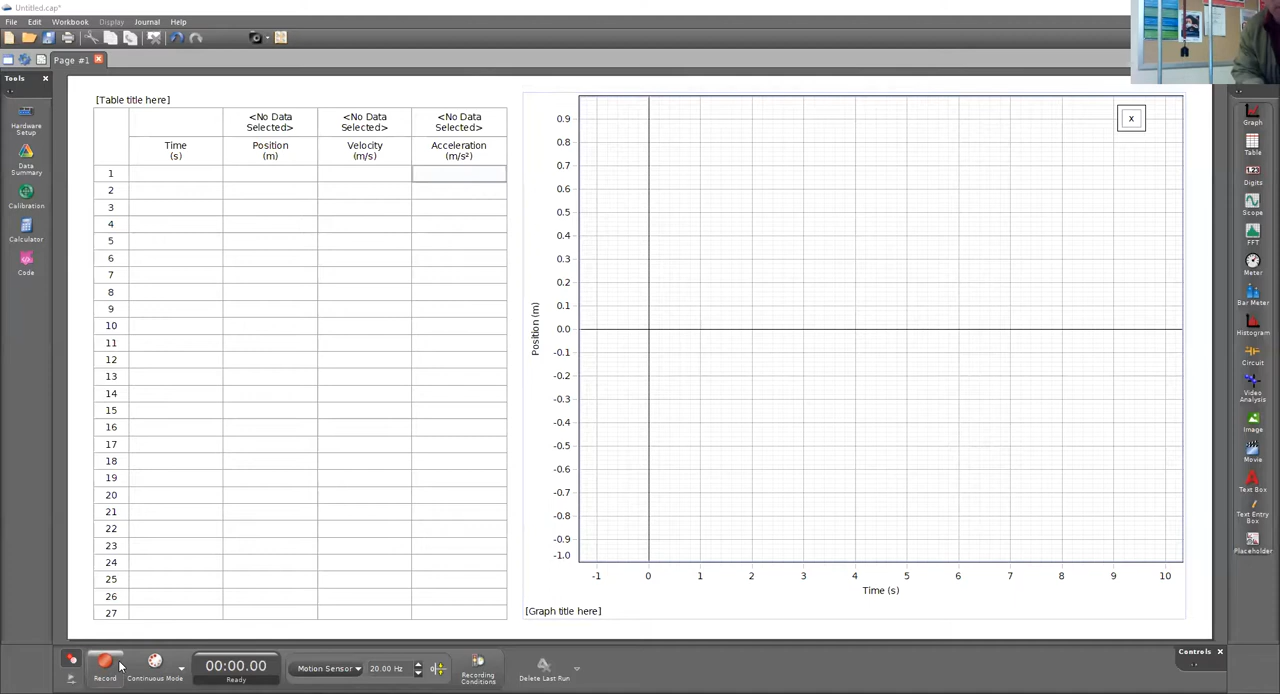 Untitled.cap*
File Edit Workbook Display Journal Help
Page #1
Tools
Hardware
Setup
Data
Summary
Calibration
Calculator
Code
[Table title here]
<No Data
Selected>
<No Data
Selected>
<No Data
Selected>
Time
(s)
Position
(m)
Velocity
(m/s)
Acceleration
(m/s²)
1
2
3
4
5
6
7
8
9
10
11
12
13
14
15
16
17
18
19
20
21
22
23
24
25
26
27
x
0.9
0.8
0.7
0.6
0.5
0.4
0.3
0.2
0.1
0.0
-0.1
-0.2
-0.3
-0.4
-0.5
-0.6
-0.7
-0.8
-0.9
-1.0
Position (m)
-1 0 1 2 3 4 5 6 7 8 9 10
Time (s)
[Graph title here]
Graph
Table
1.23
Digits
Scope
FFT
Meter
Bar Meter
Histogram
Circuit
Video
Analysis
Image
Movie
Text Box
Text Entry
Box
Placeholder
Record
Continuous Mode
00:00.00
Ready
Motion Sensor
20.00 Hz
Recording
Conditions
Delete Last Run
Controls